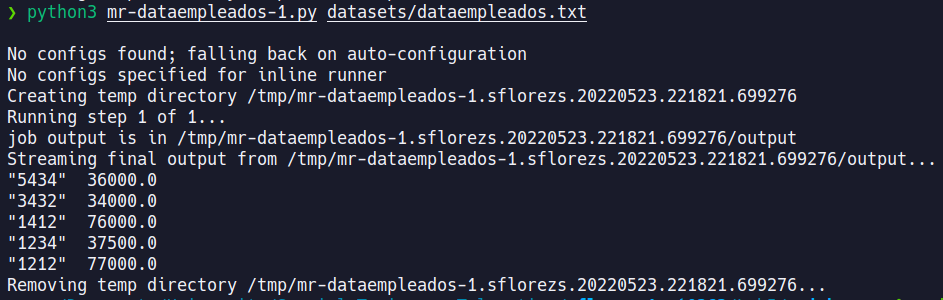 ❯ python3 mr-dataempleados-1.py datasets/dataempleados.txt
No configs found; falling back on auto-configuration
No configs specified for inline runner
Creating temp directory /tmp/mr-dataempleados-1.sflorezs.20220523.221821.699276
Running step 1 of 1...
job output is in /tmp/mr-dataempleados-1.sflorezs.20220523.221821.699276/output
Streaming final output from /tmp/mr-dataempleados-1.sflorezs.20220523.221821.699276/output...
"5434"  36000.0
"3432"  34000.0
"1412"  76000.0
"1234"  37500.0
"1212"  77000.0
Removing temp directory /tmp/mr-dataempleados-1.sflorezs.20220523.221821.699276...